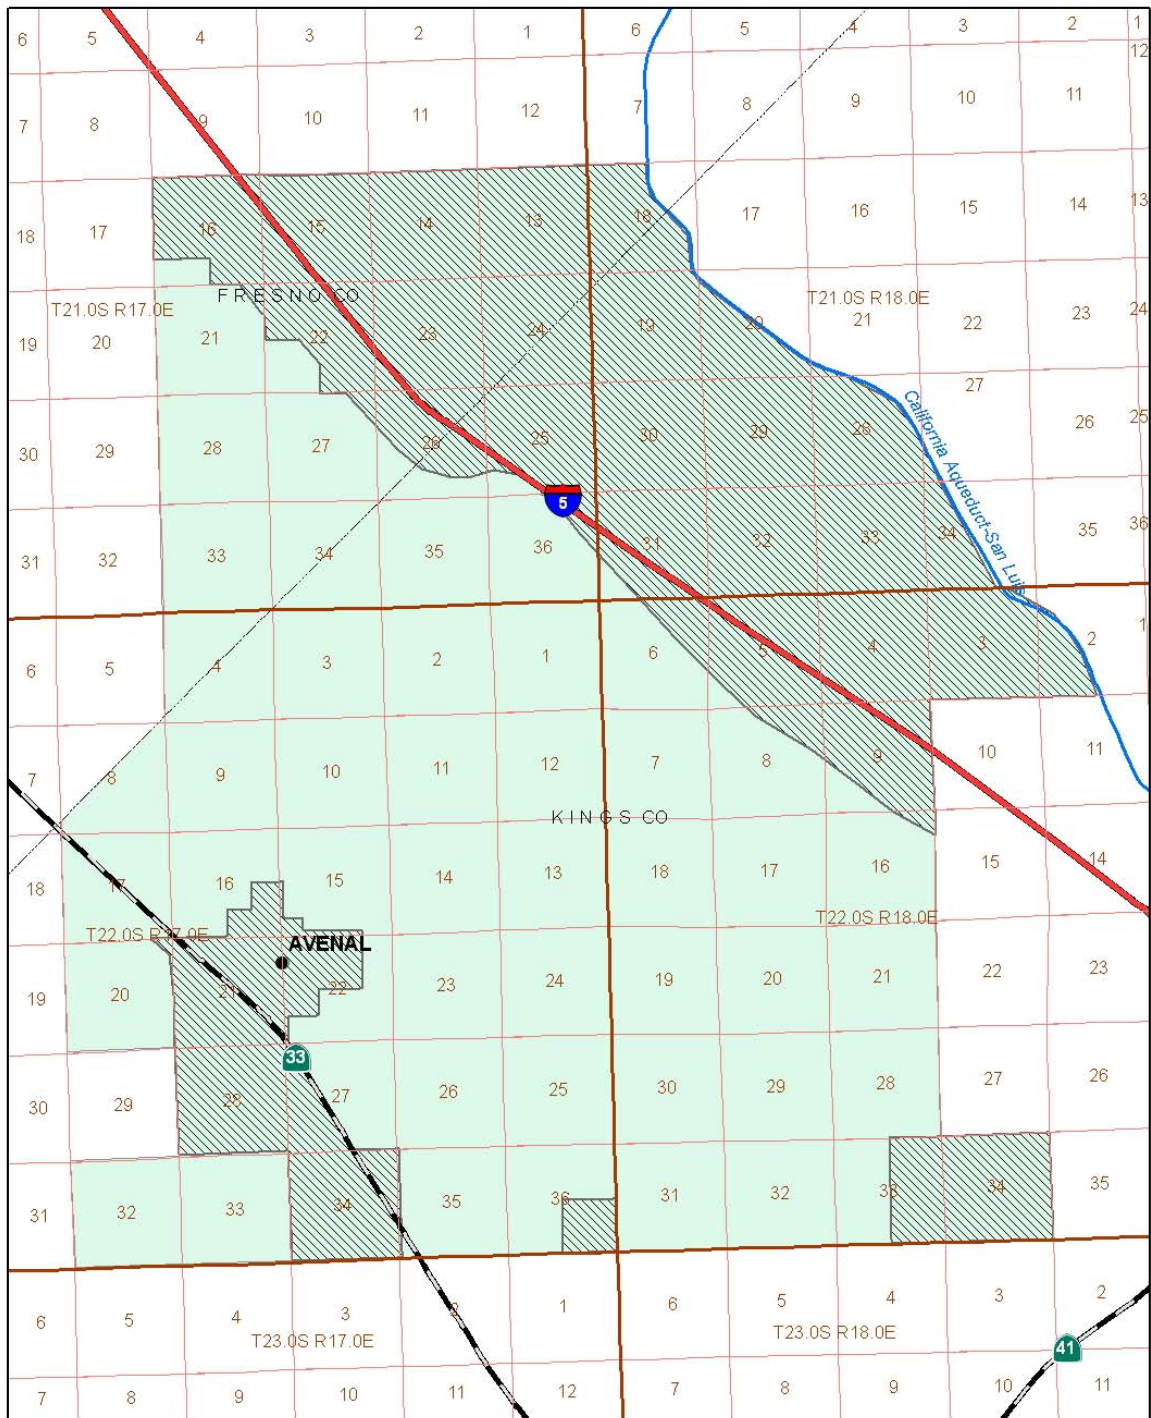 6 5 4 3 2 1 6 5 4 3 2 1
12
7 8 9 10 11 12 7 8 9 10 11
18 17 16 15 14 13 18 17 16 15 14 13
FRESNO CO
T21.0S R17.0E
T21.0S R18.0E
19 20 21 22 23 24 19 20 21 22 23 24
27
California Aqueduct-San Luis
30 29 28 27 26 25 30 29 28 26 25
5
31 32 33 34 35 36 31 32 33 34 35 36
6 5 4 3 2 1 6 5 4 3 2 1
7 8 9 10 11 12 7 8 9 10 11
KINGS CO
18 17 16 15 14 13 18 17 16 15 14
T22.0S R17.0E
T22.0S R18.0E
AVENAL
19 20 21 22 23 24 19 20 21 22 23
33
30 29 28 27 26 25 30 29 28 27 26
31 32 33 34 35 36 31 32 33 34 35
6 5 4 3 2 1 6 5 4 3 2
T23.0S R17.0E
T23.0S R18.0E
41
7 8 9 10 11 12 7 8 9 10 11